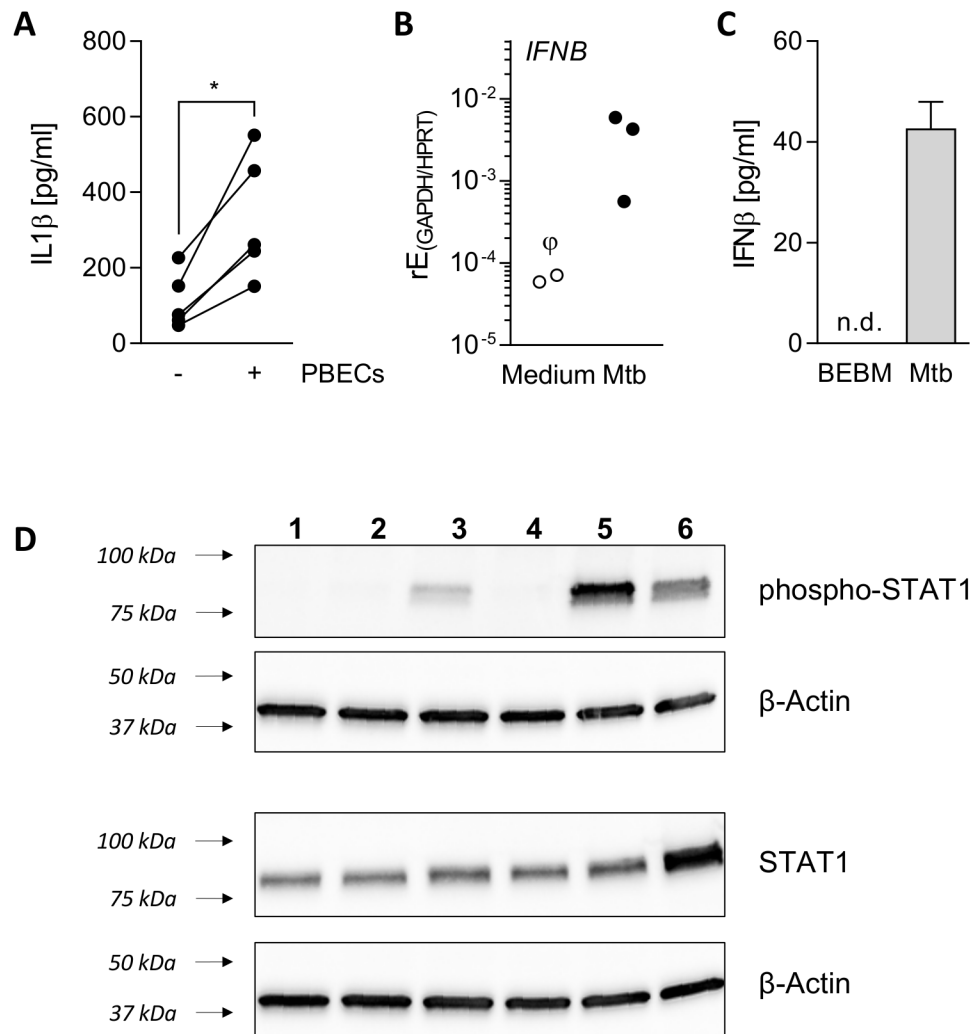 A
800
600
400
200
0
IL1β [pg/ml]
*
- + PBECs
B
IFNB
10-2
10-3
10-4
10-5
rE(GAPDH/HPRT)
φ
Medium Mtb
C
60
40
20
0
IFNβ [pg/ml]
n.d.
BEBM Mtb
D
1 2 3 4 5 6
100 kDa
75 kDa
phospho-STAT1
50 kDa
37 kDa
β-Actin
100 kDa
75 kDa
STAT1
50 kDa
37 kDa
β-Actin